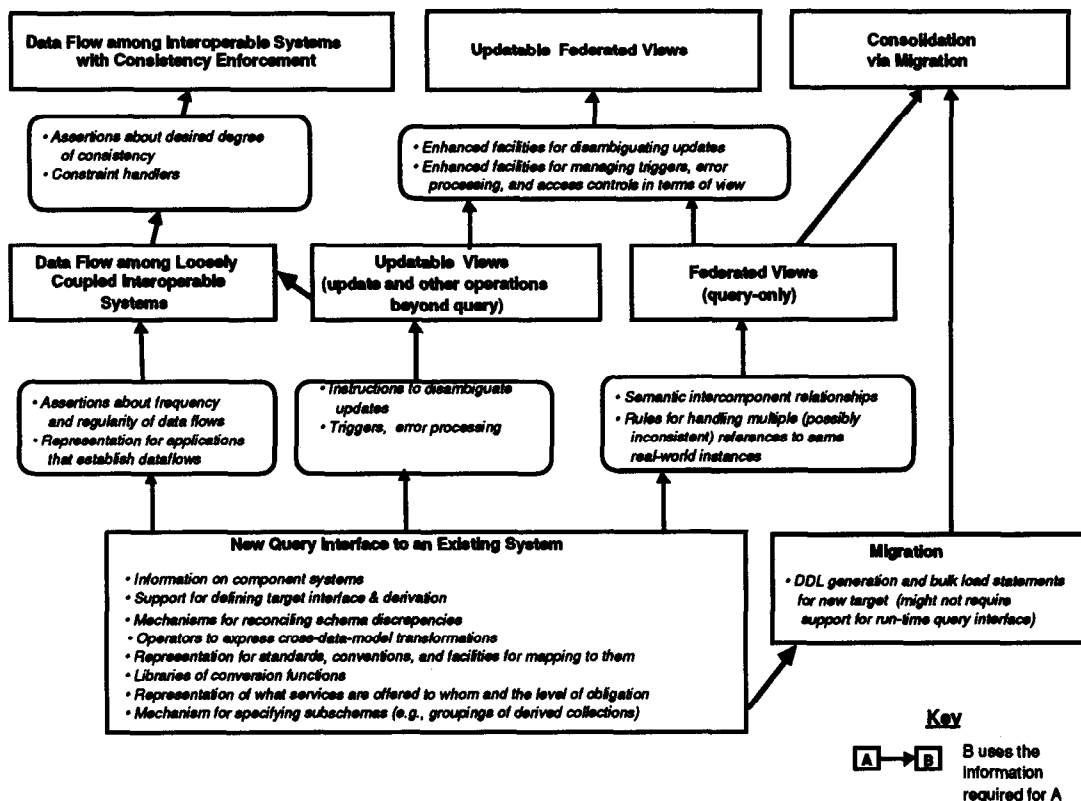 Data Flow among Interoperable Systems
with Consistency Enforcement
Updatable Federated Views
Consolidation
via Migration
• Assertions about desired degree
of consistency
• Constraint handlers
• Enhanced facilities for disambiguating updates
• Enhanced facilities for managing triggers, error
processing, and access controls in terms of view
Data Flow among Loosely
Coupled Interoperable
Systems
Updatable Views
(update and other operations
beyond query)
Federated Views
(query-only)
• Assertions about frequency
and regularity of data flows
• Representation for applications
that establish dataflows
• Instructions to disambiguate
updates
• Triggers, error processing
• Semantic intercomponent relationships
• Rules for handling multiple (possibly
inconsistent) references to same
real-world instances
New Query Interface to an Existing System
• Information on component systems
• Support for defining target interface & derivation
• Mechanisms for reconciling schema discrepencies
• Operators to express cross-data-model transformations
• Representation for standards, conventions, and facilities for mapping to them
• Libraries of conversion functions
• Representation of what services are offered to whom and the level of obligation
• Mechanism for specifying subschemas (e.g., groupings of derived collections)
Migration
• DDL generation and bulk load statements
for new target (might not require
support for run-time query interface)
Key
A B
B uses the
information
required for A